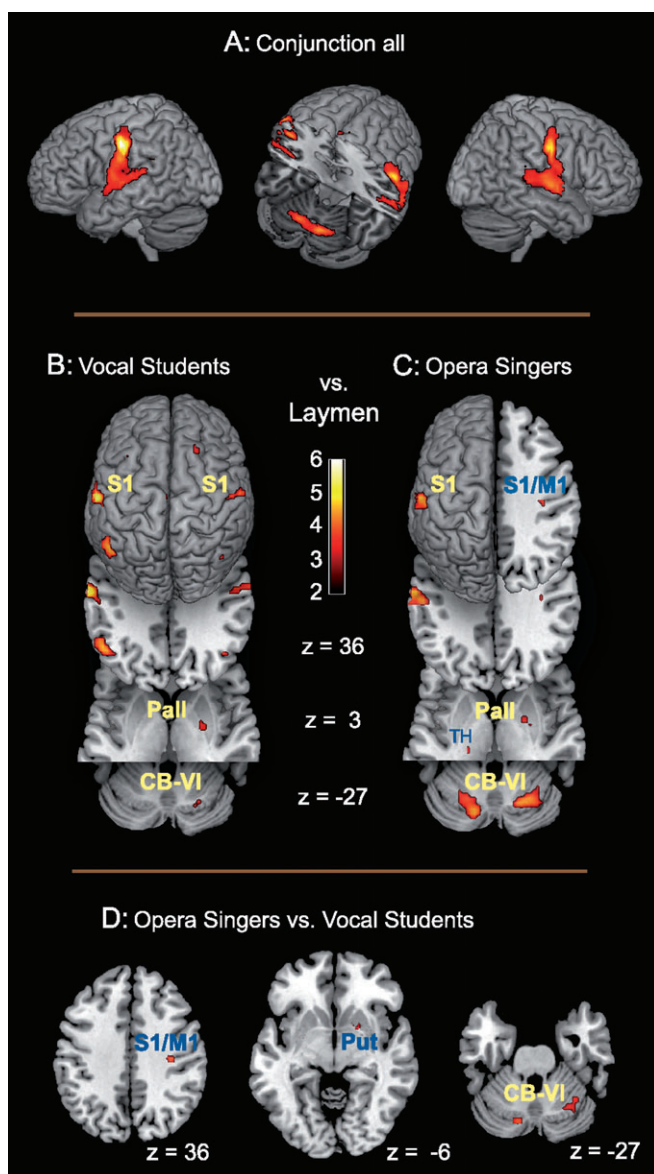 A: Conjunction all
B: Vocal Students
vs.
Laymen
C: Opera Singers
S1 S1
S1 S1/M1
6
5
4
3
2
z = 36
Pall
z = 3
Pall
TH
CB-VI
z = -27
CB-VI
D: Opera Singers vs. Vocal Students
S1/M1
z = 36
Put
z = -6
CB-VI
z = -27